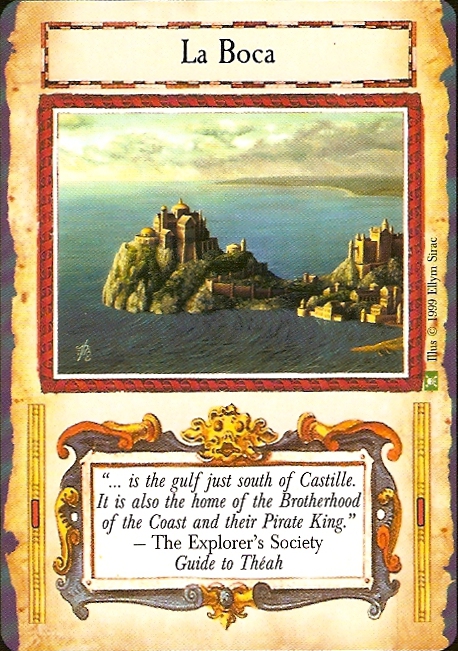 La Boca
Illus © 1999 Ellym Sirac
“... is the gulf just south of Castille.
It is also the home of the Brotherhood
of the Coast and their Pirate King.”
– The Explorer’s Society
Guide to Théah